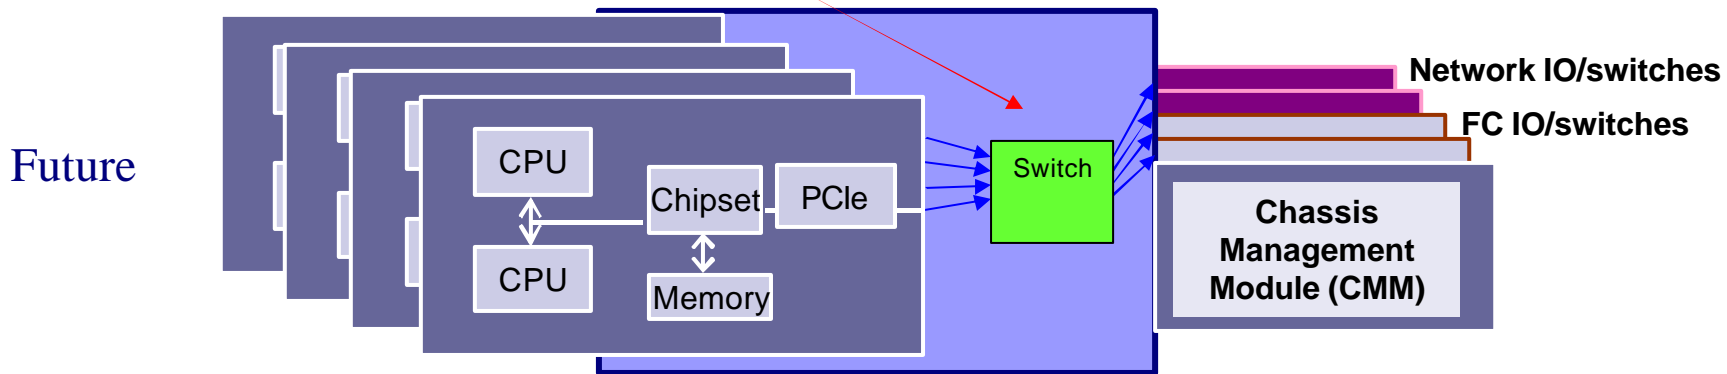 Network IO/switches
FC IO/switches
Future
CPU
Chipset
PCIe
Switch
CPU
Memory
Chassis
Management
Module (CMM)